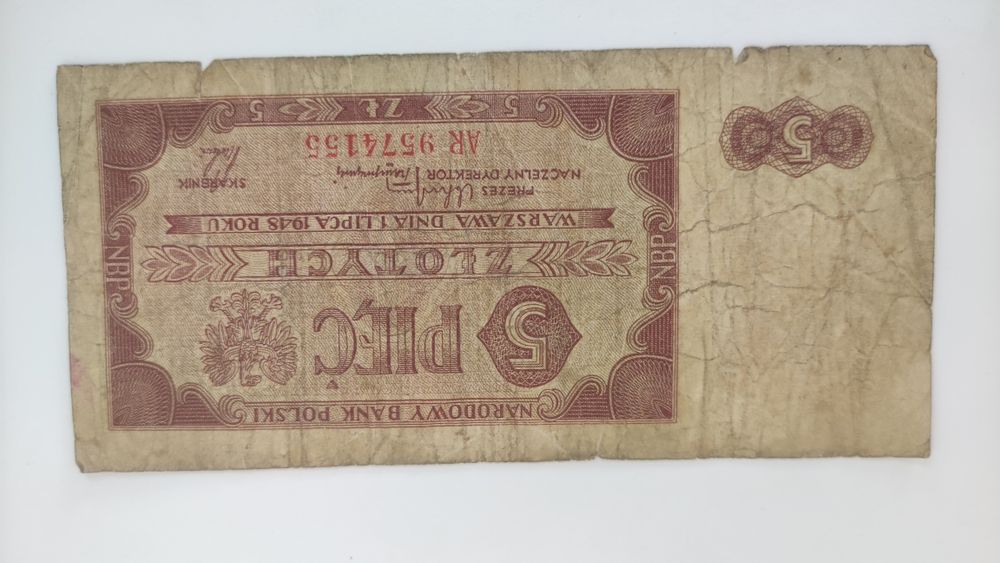 NARODOWY BANK POLSKI
5 PIĘĆ
ZŁOTYCH
NBP
NBP
WARSZAWA DNIA 1 LIPCA 1948 ROKU
PREZES
NACZELNY DYREKTOR
SKARBNIK
AR 9574155
5
5 ZŁ 5